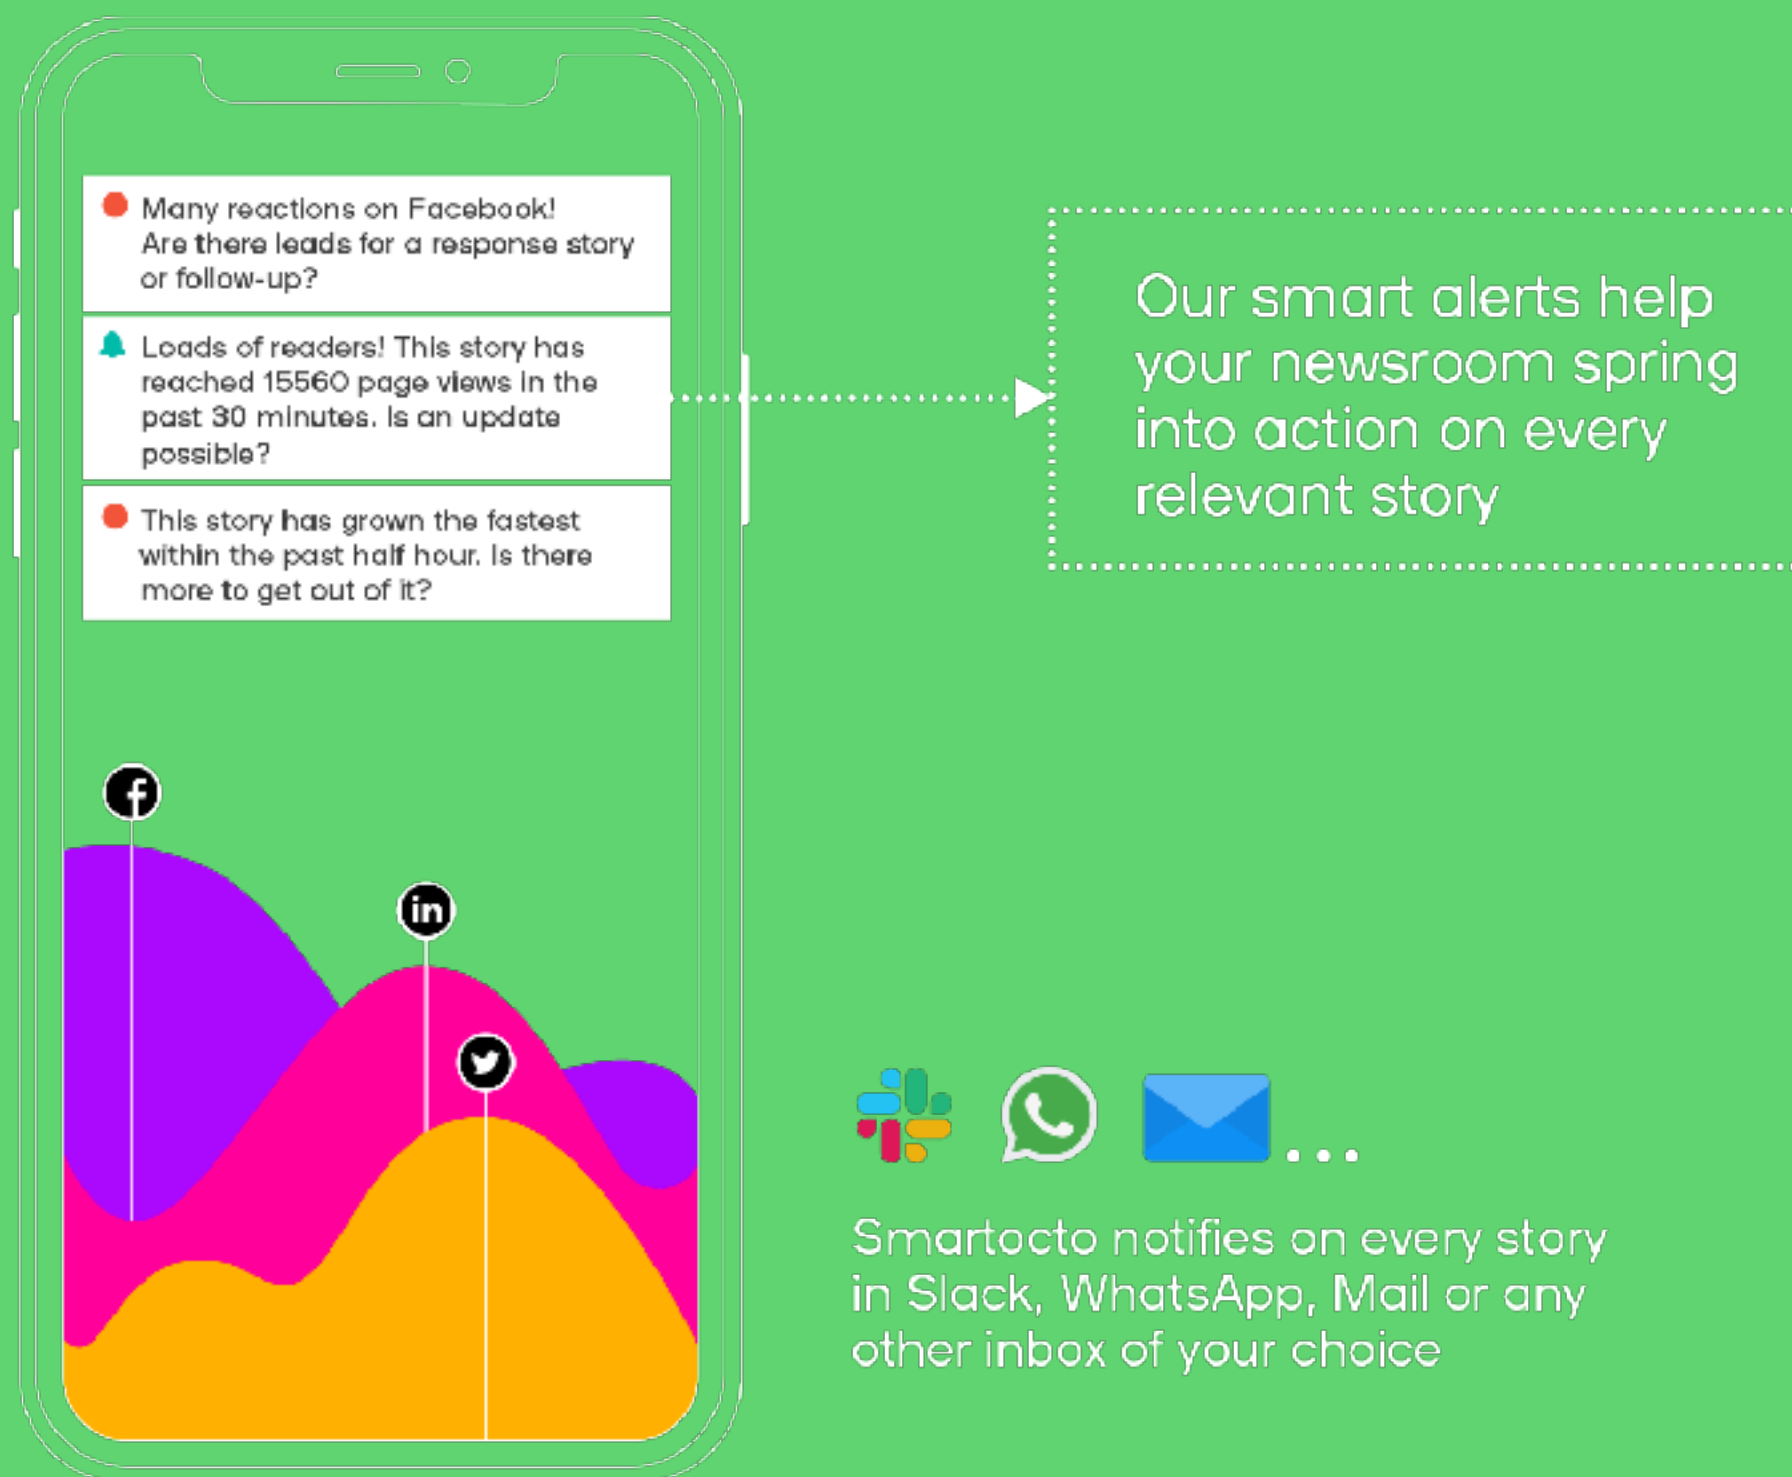 Many reactions on Facebook!
Are there leads for a response story
or follow-up?
Loads of readers! This story has
reached 15560 page views in the
past 30 minutes. Is an update
possible?
This story has grown the fastest
within the past half hour. Is there
more to get out of it?
Our smart alerts help
your newsroom spring
into action on every
relevant story
in
Smartocto notifies on every story
in Slack, WhatsApp, Mail or any
other inbox of your choice